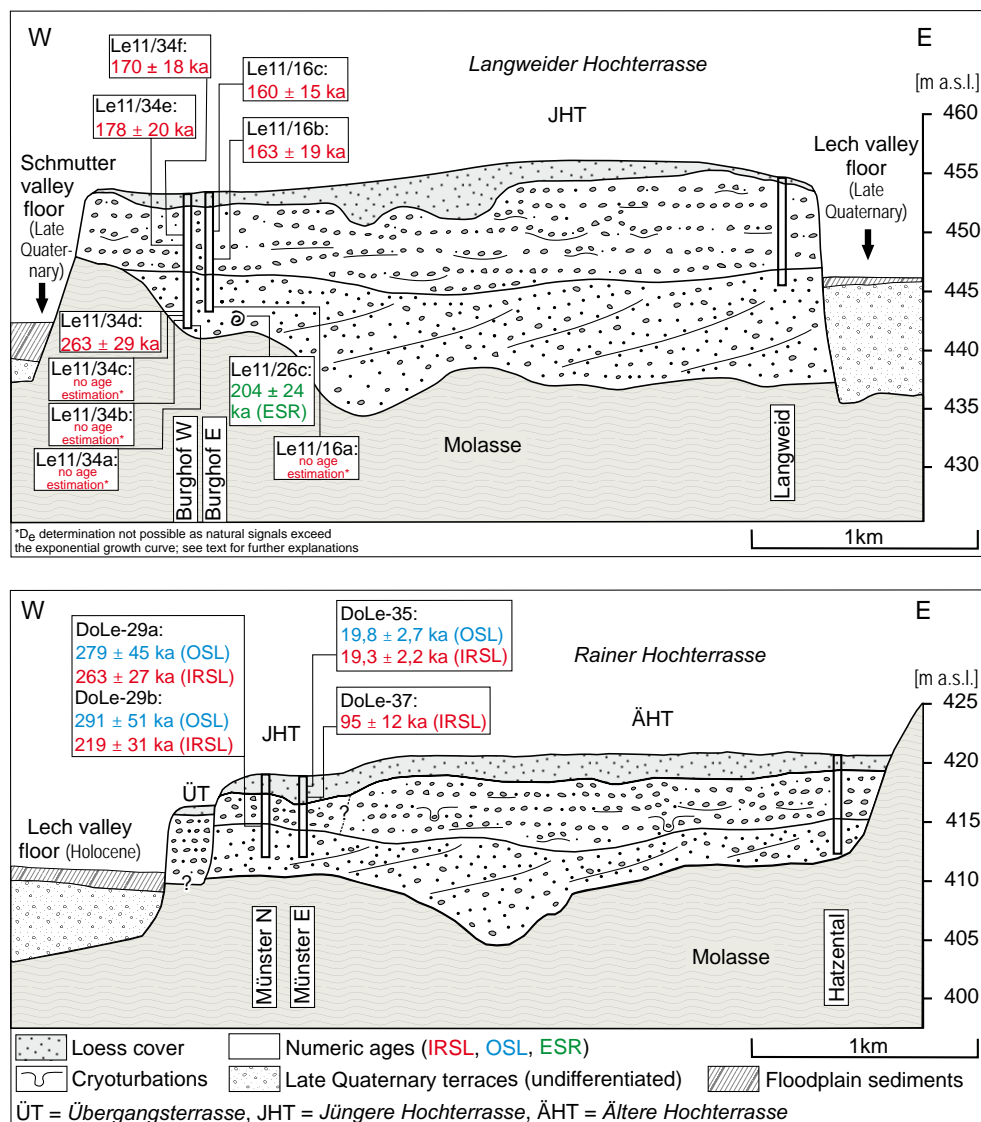 W
E
Le11/34f:
170 ± 18 ka
Le11/16c:
160 ± 15 ka
Langweider Hochterrasse
[m a.s.l.]
Le11/34e:
178 ± 20 ka
Le11/16b:
163 ± 19 ka
JHT
460
Schmutter
valley
floor
(Late
Quater-
nary)
Lech valley
floor
(Late
Quaternary)
455
450
445
440
435
430
Le11/34d:
263 ± 29 ka
Le11/34c:
no age
estimation*
Le11/34b:
no age
estimation*
Le11/34a:
no age
estimation*
Le11/26c:
204 ± 24
ka (ESR)
Le11/16a:
no age
estimation*
Burghof W
Burghof E
Molasse
Langweid
*De determination not possible as natural signals exceed
the exponential growth curve; see text for further explanations
1km
W
E
DoLe-29a:
279 ± 45 ka (OSL)
263 ± 27 ka (IRSL)
DoLe-29b:
291 ± 51 ka (OSL)
219 ± 31 ka (IRSL)
DoLe-35:
19,8 ± 2,7 ka (OSL)
19,3 ± 2,2 ka (IRSL)
DoLe-37:
95 ± 12 ka (IRSL)
Rainer Hochterrasse
[m a.s.l.]
JHT
ÄHT
ÜT
Lech valley
floor (Holocene)
?
?
425
420
415
410
405
400
Münster N
Münster E
Molasse
Hatzental
1km
Loess cover
Numeric ages (IRSL, OSL, ESR)
Cryoturbations
Late Quaternary terraces (undifferentiated)
Floodplain sediments
ÜT = Übergangsterrasse, JHT = Jüngere Hochterrasse, ÄHT = Ältere Hochterrasse